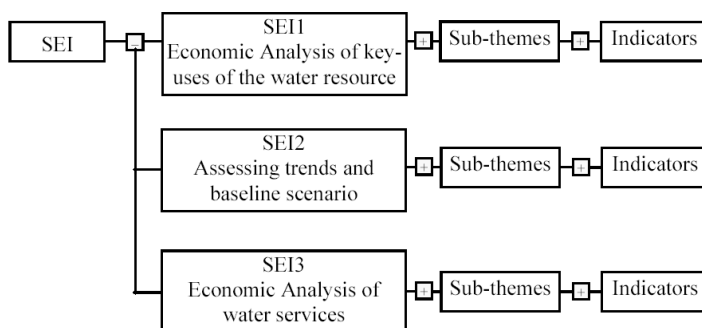 SEI
SEI1
Economic Analysis of key-
uses of the water resource
Sub-themes
Indicators
SEI2
Assessing trends and
baseline scenario
Sub-themes
Indicators
SEI3
Economic Analysis of
water services
Sub-themes
Indicators